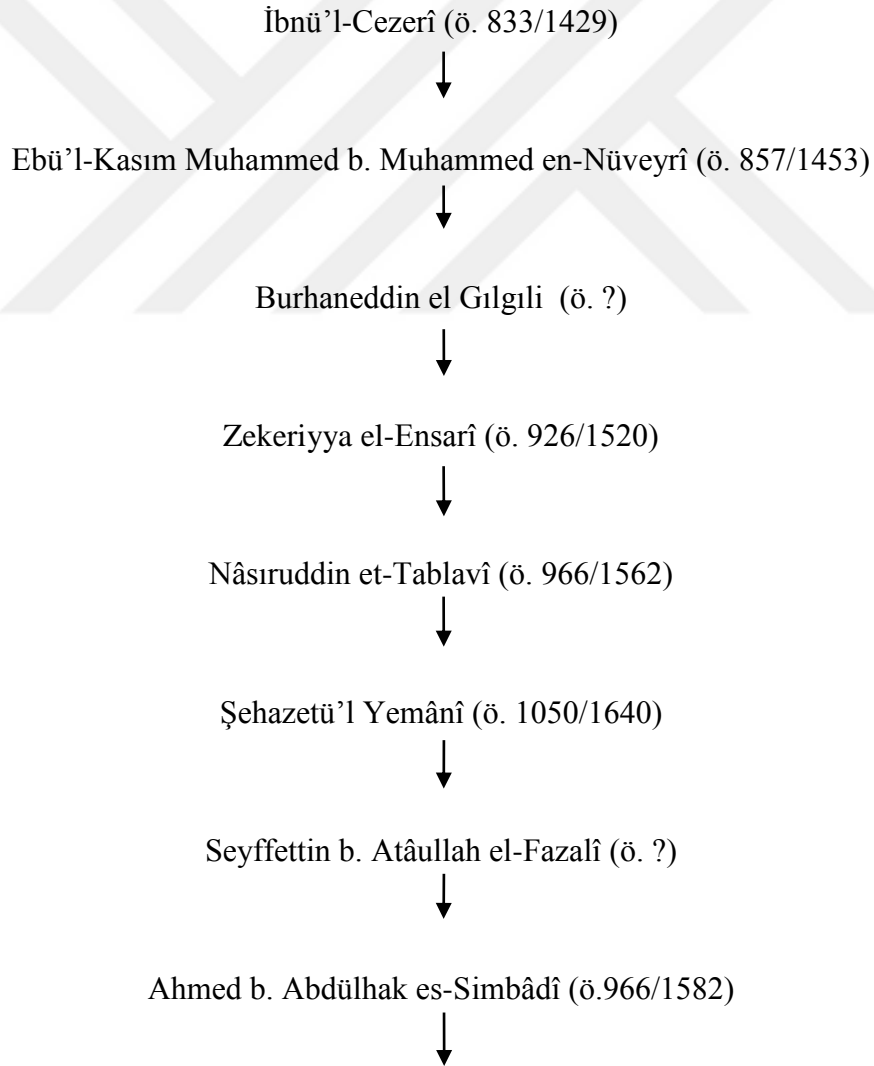 İbnü’l-Cezerî (ö. 833/1429)
Ebü’l-Kasım Muhammed b. Muhammed en-Nüveyrî (ö. 857/1453)
Burhaneddin el Gılgıli (ö. ?)
Zekeriyya el-Ensarî (ö. 926/1520)
Nâsıruddin et-Tablavî (ö. 966/1562)
Şehazetü’l Yemânî (ö. 1050/1640)
Seyffettin b. Atâullah el-Fazalî (ö. ?)
Ahmed b. Abdülhak es-Simbâdî (ö.966/1582)